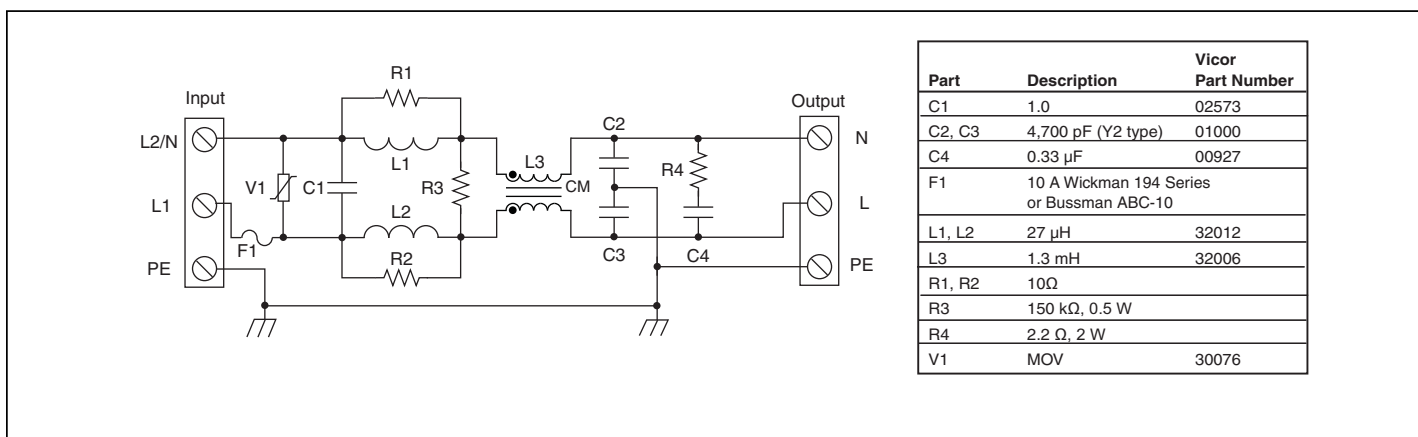 Input
L2/N
L1
PE
F1
V1
C1
R1
L1
L2
R2
R3
L3
CM
C2
C3
R4
C4
Output
N
L
PE
Part Description Vicor Part Number
C1 1.0 02573
C2, C3 4,700 pF (Y2 type) 01000
C4 0.33 µF 00927
F1 10 A Wickman 194 Series
or Bussman ABC-10
L1, L2 27 µH 32012
L3 1.3 mH 32006
R1, R2 10Ω
R3 150 kΩ, 0.5 W
R4 2.2 Ω, 2 W
V1 MOV 30076